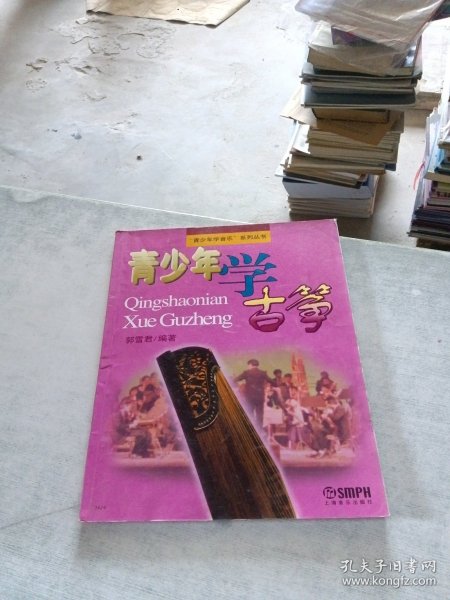 "青少年学音乐"系列丛书
青少年学
古筝
Qingshaonian
Xue Guzheng
郭雪君/编著
SMPH
上海音乐出版社
孔夫子旧书网
www.kongfz.com